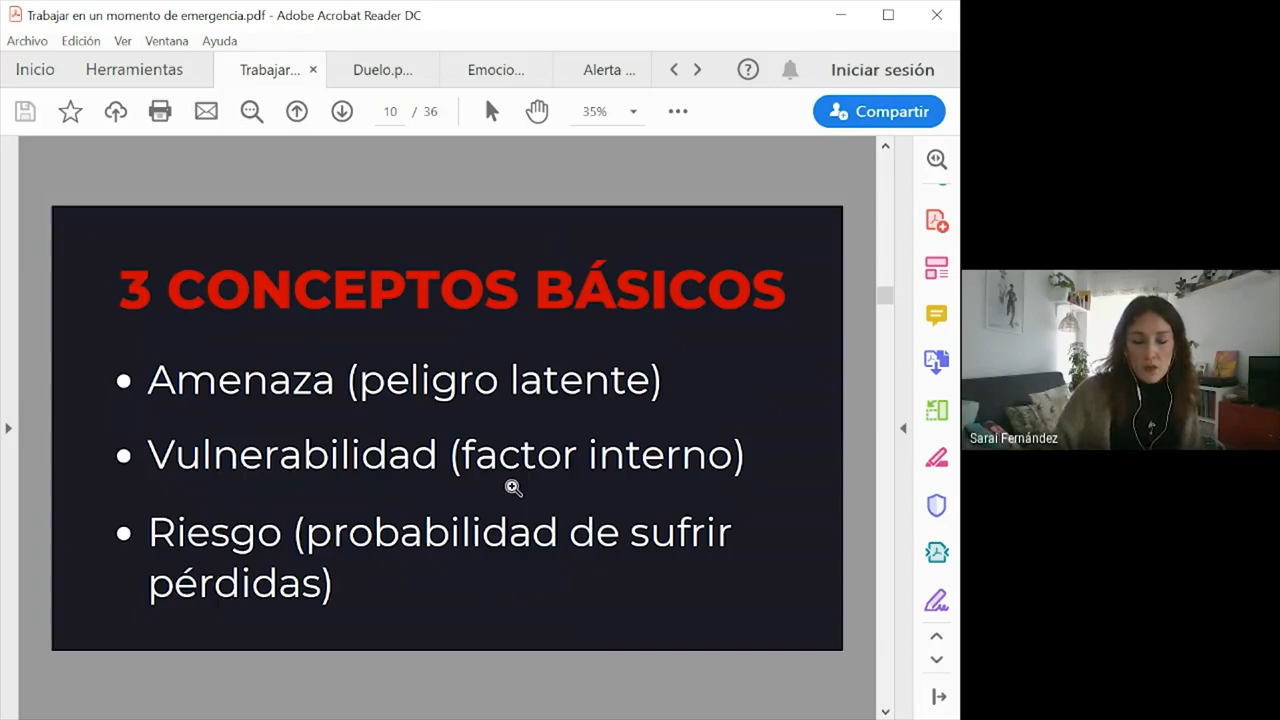 Trabajar en un momento de emergencia.pdf - Adobe Acrobat Reader DC
Archivo Edición Ver Ventana Ayuda
Inicio Herramientas Trabajar... Duelo.p... Emocio... Alerta ... Iniciar sesión
10 / 36 35% Compartir
3 CONCEPTOS BÁSICOS
• Amenaza (peligro latente)
• Vulnerabilidad (factor interno)
• Riesgo (probabilidad de sufrir
pérdidas)
Sarai Fernández